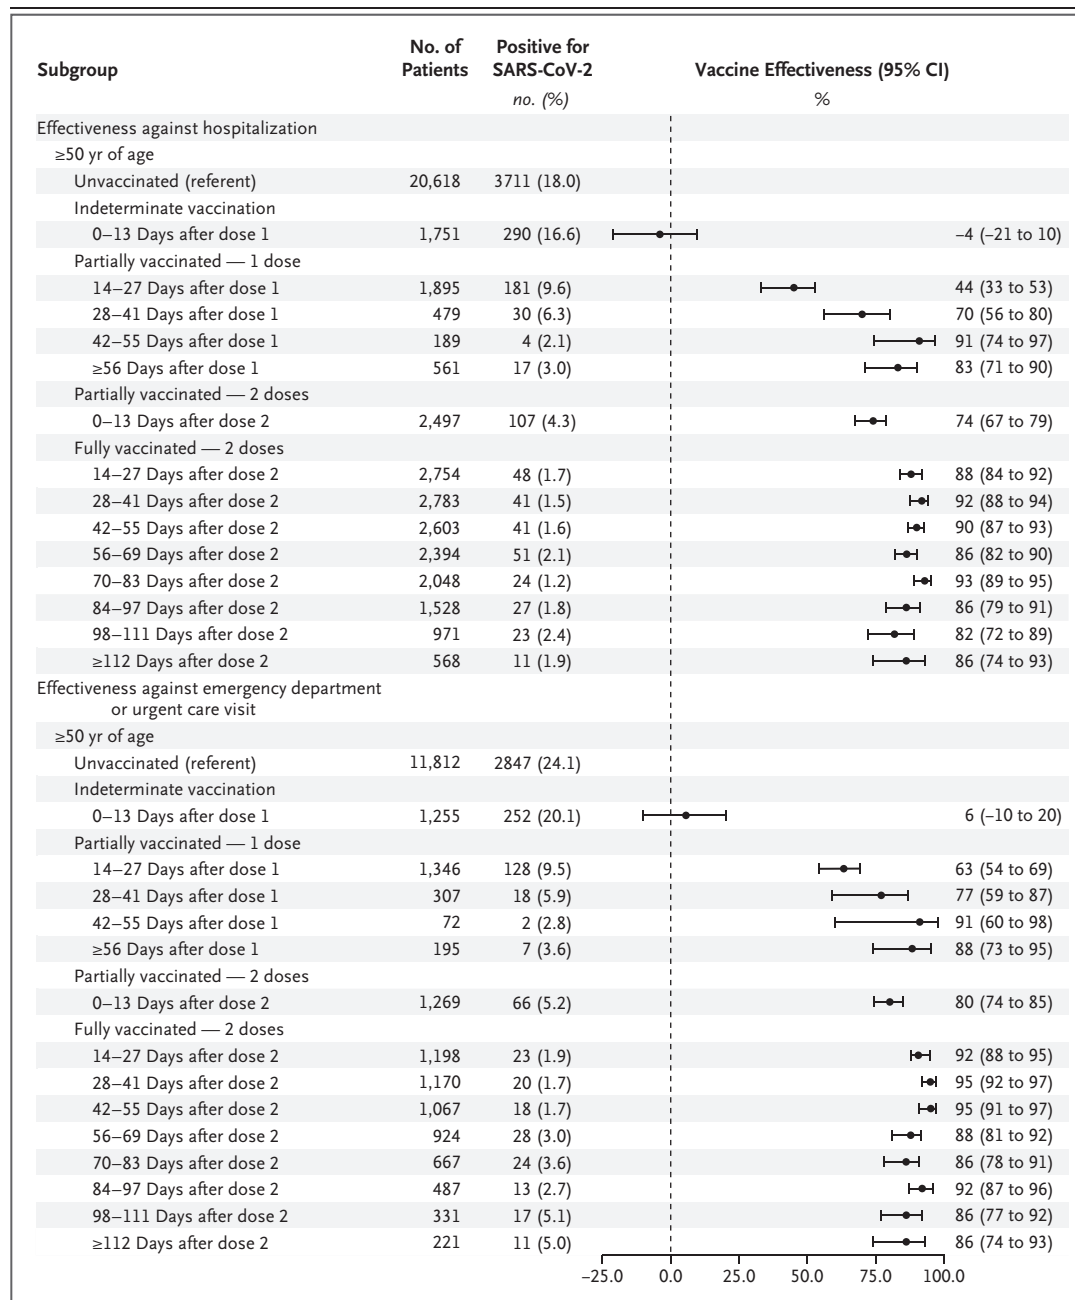 Subgroup No. of Patients Positive for SARS-CoV-2 Vaccine Effectiveness (95% CI)
no. (%) %
Effectiveness against hospitalization
≥50 yr of age
Unvaccinated (referent) 20,618 3711 (18.0)
Indeterminate vaccination
0–13 Days after dose 1 1,751 290 (16.6) –4 (–21 to 10)
Partially vaccinated — 1 dose
14–27 Days after dose 1 1,895 181 (9.6) 44 (33 to 53)
28–41 Days after dose 1 479 30 (6.3) 70 (56 to 80)
42–55 Days after dose 1 189 4 (2.1) 91 (74 to 97)
≥56 Days after dose 1 561 17 (3.0) 83 (71 to 90)
Partially vaccinated — 2 doses
0–13 Days after dose 2 2,497 107 (4.3) 74 (67 to 79)
Fully vaccinated — 2 doses
14–27 Days after dose 2 2,754 48 (1.7) 88 (84 to 92)
28–41 Days after dose 2 2,783 41 (1.5) 92 (88 to 94)
42–55 Days after dose 2 2,603 41 (1.6) 90 (87 to 93)
56–69 Days after dose 2 2,394 51 (2.1) 86 (82 to 90)
70–83 Days after dose 2 2,048 24 (1.2) 93 (89 to 95)
84–97 Days after dose 2 1,528 27 (1.8) 86 (79 to 91)
98–111 Days after dose 2 971 23 (2.4) 82 (72 to 89)
≥112 Days after dose 2 568 11 (1.9) 86 (74 to 93)
Effectiveness against emergency department
or urgent care visit
≥50 yr of age
Unvaccinated (referent) 11,812 2847 (24.1)
Indeterminate vaccination
0–13 Days after dose 1 1,255 252 (20.1) 6 (–10 to 20)
Partially vaccinated — 1 dose
14–27 Days after dose 1 1,346 128 (9.5) 63 (54 to 69)
28–41 Days after dose 1 307 18 (5.9) 77 (59 to 87)
42–55 Days after dose 1 72 2 (2.8) 91 (60 to 98)
≥56 Days after dose 1 195 7 (3.6) 88 (73 to 95)
Partially vaccinated — 2 doses
0–13 Days after dose 2 1,269 66 (5.2) 80 (74 to 85)
Fully vaccinated — 2 doses
14–27 Days after dose 2 1,198 23 (1.9) 92 (88 to 95)
28–41 Days after dose 2 1,170 20 (1.7) 95 (92 to 97)
42–55 Days after dose 2 1,067 18 (1.7) 95 (91 to 97)
56–69 Days after dose 2 924 28 (3.0) 88 (81 to 92)
70–83 Days after dose 2 667 24 (3.6) 86 (78 to 91)
84–97 Days after dose 2 487 13 (2.7) 92 (87 to 96)
98–111 Days after dose 2 331 17 (5.1) 86 (77 to 92)
≥112 Days after dose 2 221 11 (5.0) 86 (74 to 93)
–25.0 0.0 25.0 50.0 75.0 100.0